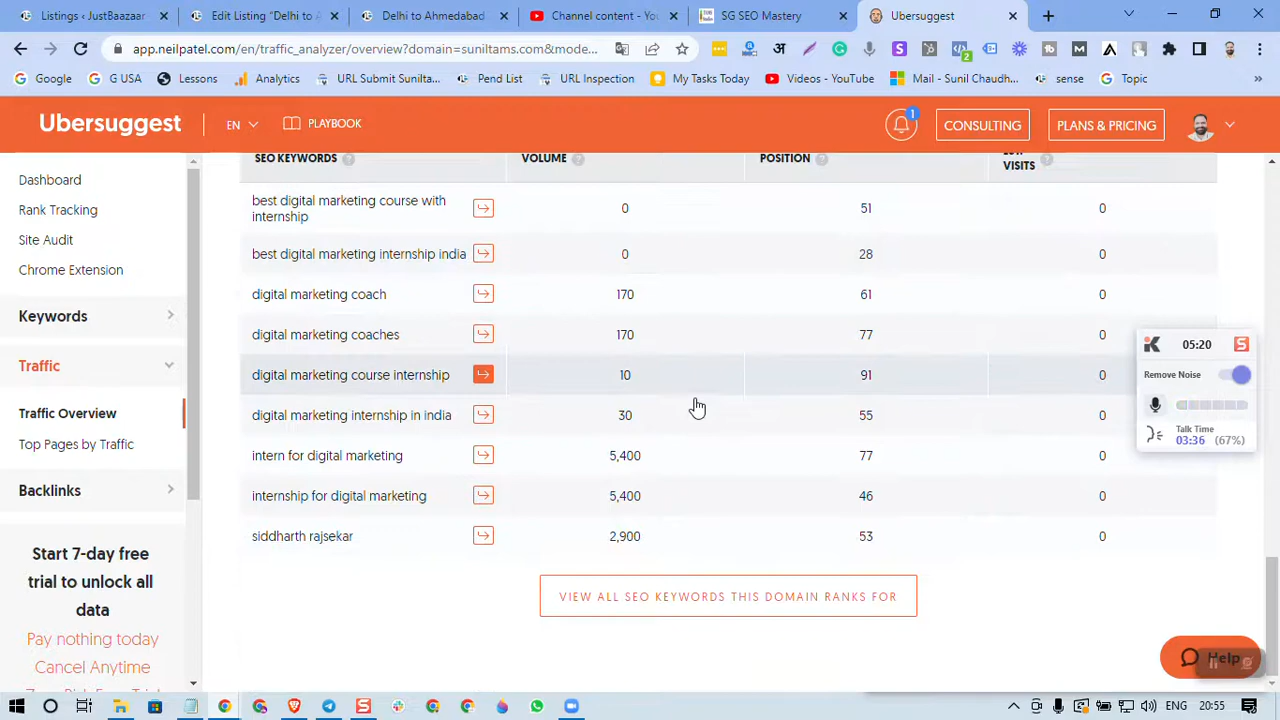 Listings ‹ JustBaazaar
Edit Listing "Delhi to A
Delhi to Ahmedabad
Channel content - You
SG SEO Mastery
Ubersuggest
app.neilpatel.com/en/traffic_analyzer/overview?domain=suniltams.com&mode...
Google
G USA
Lessons
Analytics
URL Submit Sunilta...
Pend List
URL Inspection
My Tasks Today
Videos - YouTube
Mail - Sunil Chaudh...
sense
Topic
»
Ubersuggest
EN
PLAYBOOK
1
CONSULTING
PLANS & PRICING
Dashboard
Rank Tracking
Site Audit
Chrome Extension
Keywords
Traffic
Traffic Overview
Top Pages by Traffic
Backlinks
Start 7-day free
trial to unlock all
data
Pay nothing today
Cancel Anytime
SEO KEYWORDS ? VOLUME ? POSITION ?
VISITS ?
best digital marketing course with
internship 0 51 0
best digital marketing internship india 0 28 0
digital marketing coach 170 61 0
digital marketing coaches 170 77 0
digital marketing course internship 10 91 0
digital marketing internship in india 30 55 0
intern for digital marketing 5,400 77 0
internship for digital marketing 5,400 46 0
siddharth rajsekar 2,900 53 0
VIEW ALL SEO KEYWORDS THIS DOMAIN RANKS FOR
05:20
Remove Noise
Talk Time
03:36 (67%)
Help
ENG 20:55